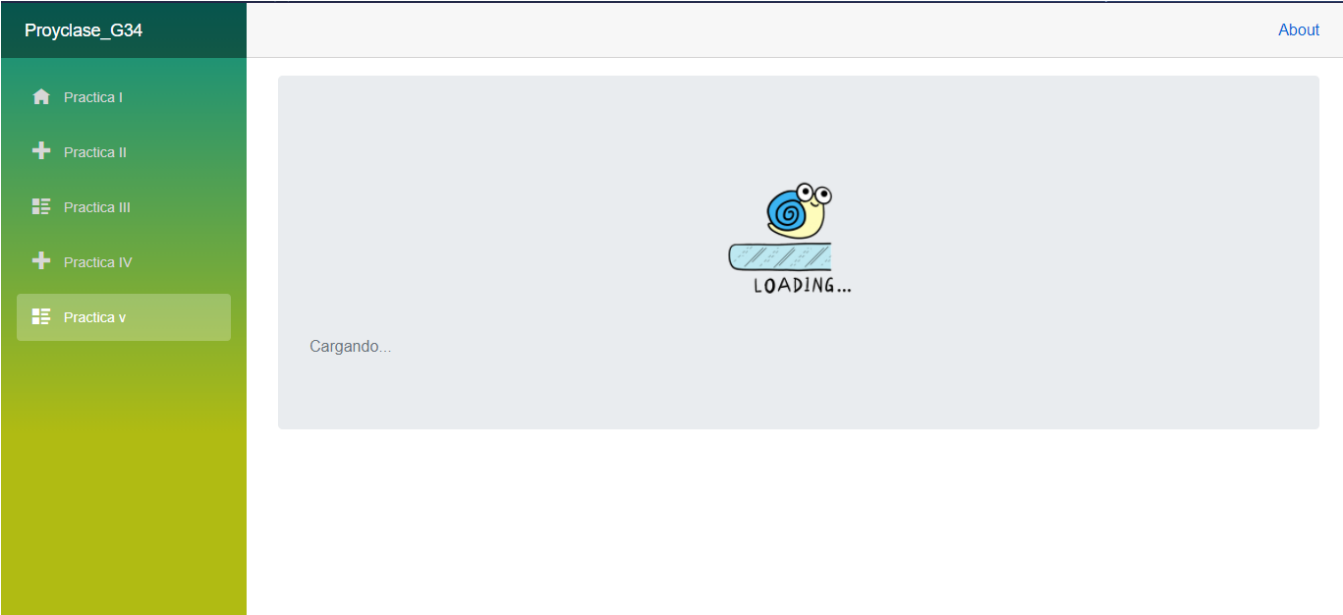 Proyclase_G34
About
Practica I
Practica II
Practica III
Practica IV
Practica v
LOADING...
Cargando...